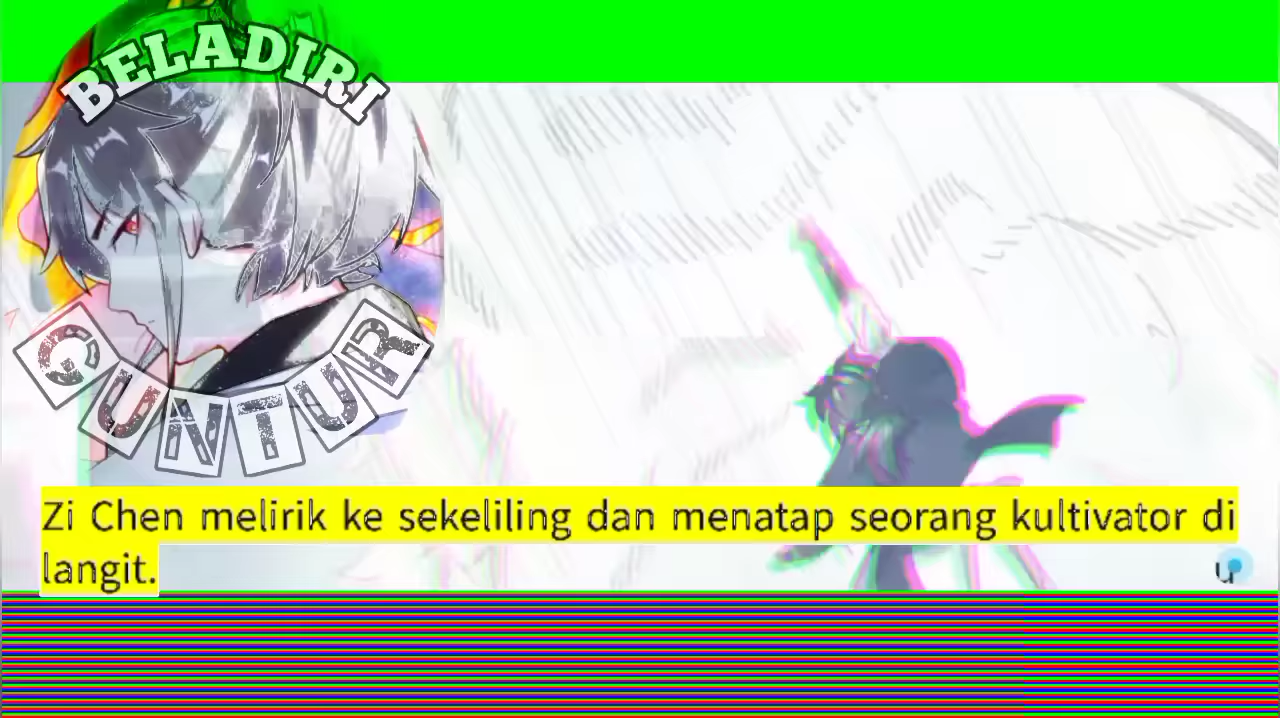 BELADIRI
GUNTUR
Zi Chen melirik ke sekeliling dan menatap seorang kultivator di
langit.